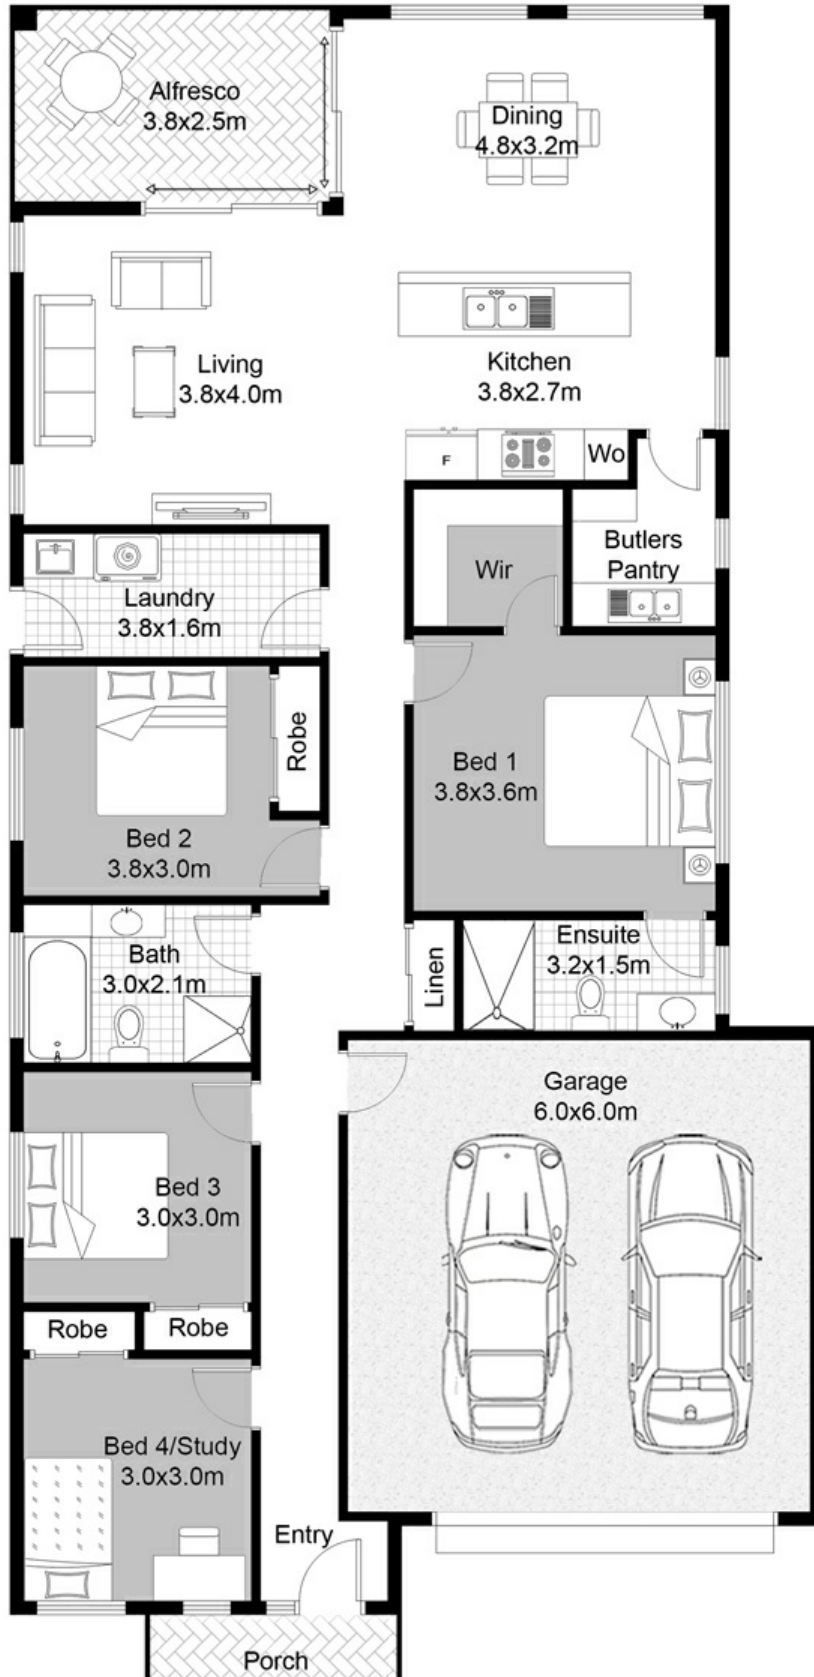 Alfresco
3.8x2.5m
Dining
4.8x3.2m
Living
3.8x4.0m
Kitchen
3.8x2.7m
F
Wo
Butlers
Pantry
Wir
Laundry
3.8x1.6m
Robe
Bed 1
3.8x3.6m
Bed 2
3.8x3.0m
Bath
3.0x2.1m
Linen
Ensuite
3.2x1.5m
Garage
6.0x6.0m
Bed 3
3.0x3.0m
Robe
Robe
Bed 4/Study
3.0x3.0m
Entry
Porch